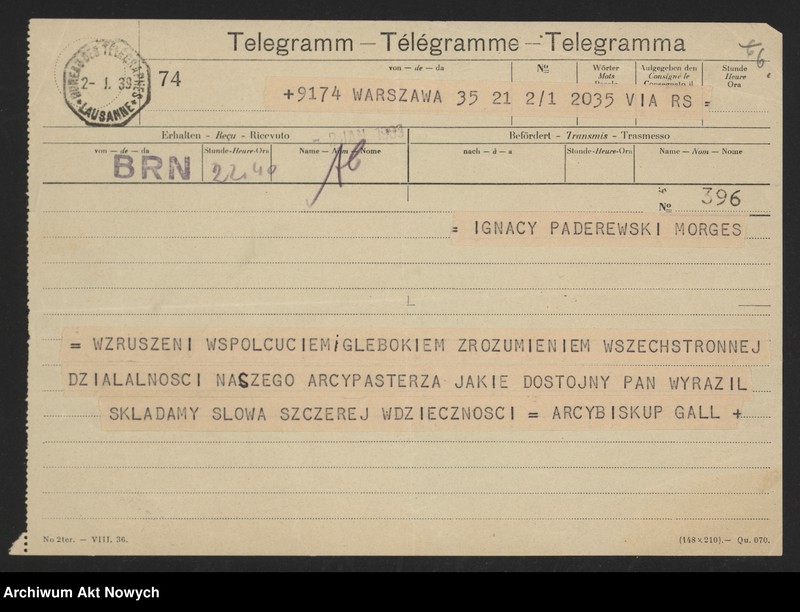 Telegramm — Télégramme — Telegramma
BUREAU DES TÉLÉGRAPHES
2- I. 39
LAUSANNE
74
von — de — da
No
Wörter
Mots
Aufgegeben den
Consigné le
Stunde
Heure
Ora
+9174 WARSZAWA 35 21 2/1 2035 VIA RS =
Erhalten — Reçu — Ricevuto
Befördert — Transmis — Trasmesso
von — de — da
Stunde-Heure-Ora
Name — Nom — Nome
nach — à — a
Stunde-Heure-Ora
Name — Nom — Nome
BRN
22.40
No 396
= IGNACY PADEREWSKI MORGES
= WZRUSZENI WSPOLCUCIEM i GLEBOKIEM ZROZUMIENIEM WSZECHSTRONNEJ
DZIALALNOSCI NASZEGO ARCYPASTERZA JAKIE DOSTOJNY PAN WYRAZIL
SKLADAMY SLOWA SZCZEREJ WDZIECZNOSCI = ARCYBISKUP GALL +
No 2ter. — VIII. 36.
(148×210).— Qu. 070.
Archiwum Akt Nowych